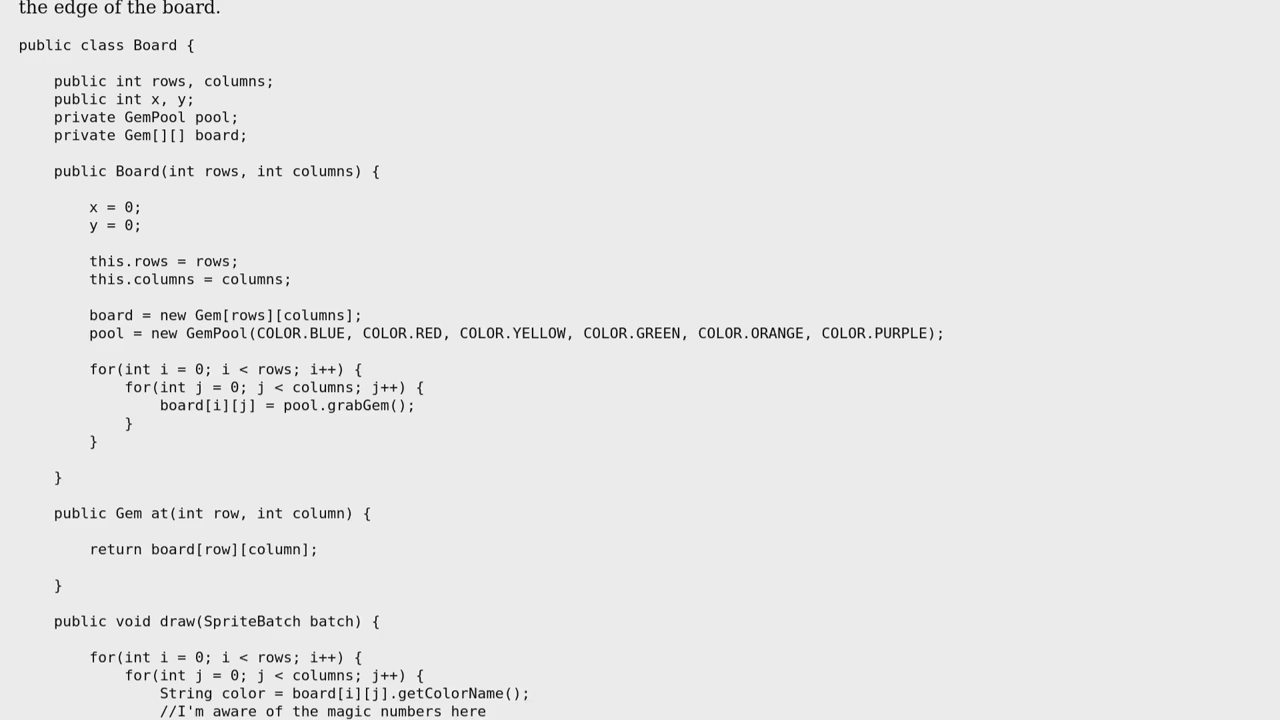 the edge of the board.
public class Board {
public int rows, columns;
public int x, y;
private GemPool pool;
private Gem[][] board;
public Board(int rows, int columns) {
x = 0;
y = 0;
this.rows = rows;
this.columns = columns;
board = new Gem[rows][columns];
pool = new GemPool(COLOR.BLUE, COLOR.RED, COLOR.YELLOW, COLOR.GREEN, COLOR.ORANGE, COLOR.PURPLE);
for(int i = 0; i < rows; i++) {
for(int j = 0; j < columns; j++) {
board[i][j] = pool.grabGem();
}
}
}
public Gem at(int row, int column) {
return board[row][column];
}
public void draw(SpriteBatch batch) {
for(int i = 0; i < rows; i++) {
for(int j = 0; j < columns; j++) {
String color = board[i][j].getColorName();
//I'm aware of the magic numbers here